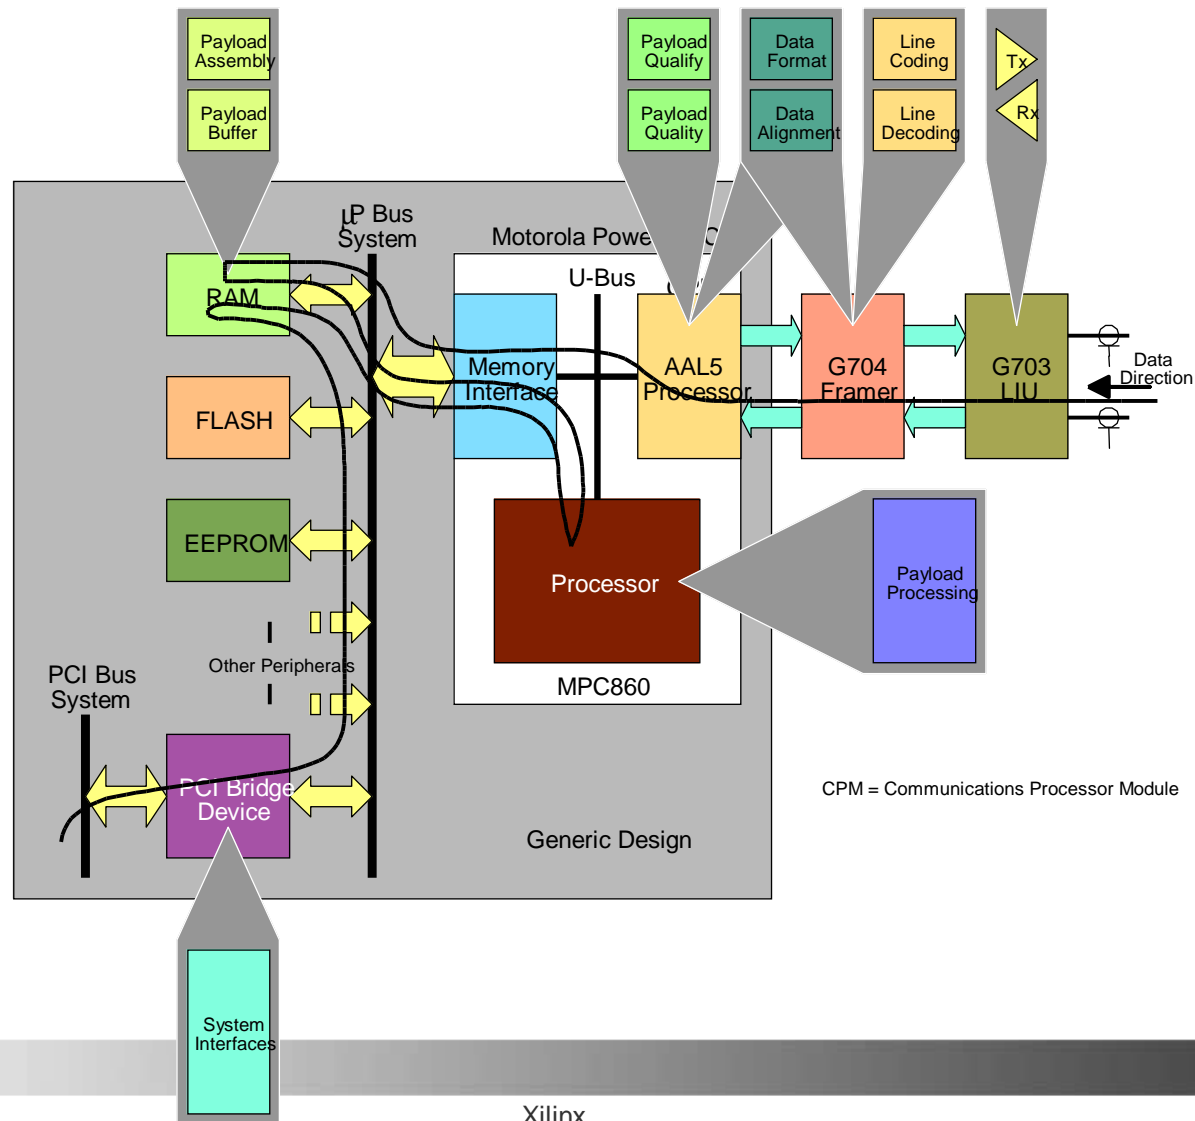 Payload
Assembly
Payload
Buffer
Payload
Qualify
Payload
Quality
Data
Format
Data
Alignment
Line
Coding
Line
Decoding
Tx
Rx
μP Bus
System
Motorola Power
U-Bus
RAM
Memory
Interface
AAL5
Processor
G704
Framer
G703
LIU
Data
Direction
FLASH
EEPROM
Processor
Payload
Processing
Other Peripherals
MPC860
PCI Bus
System
PCI Bridge
Device
CPM = Communications Processor Module
Generic Design
System
Interfaces
Xilinx